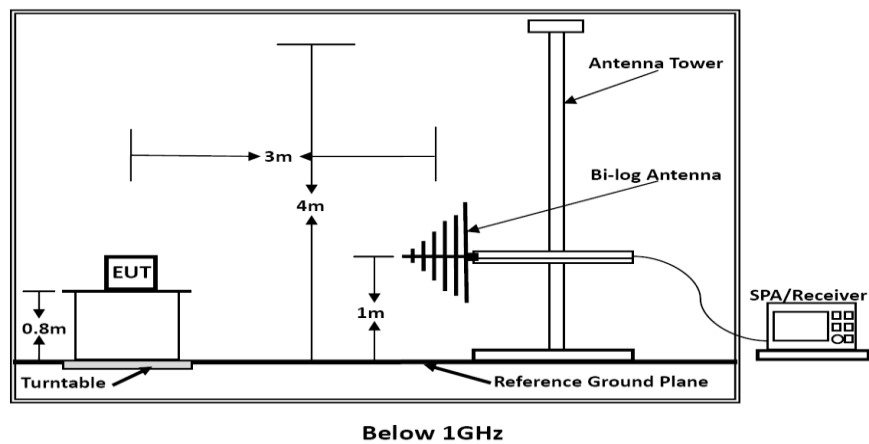 Antenna Tower
3m
Bi-log Antenna
4m
EUT
SPA/Receiver
0.8m
1m
Turntable
Reference Ground Plane
Below 1GHz